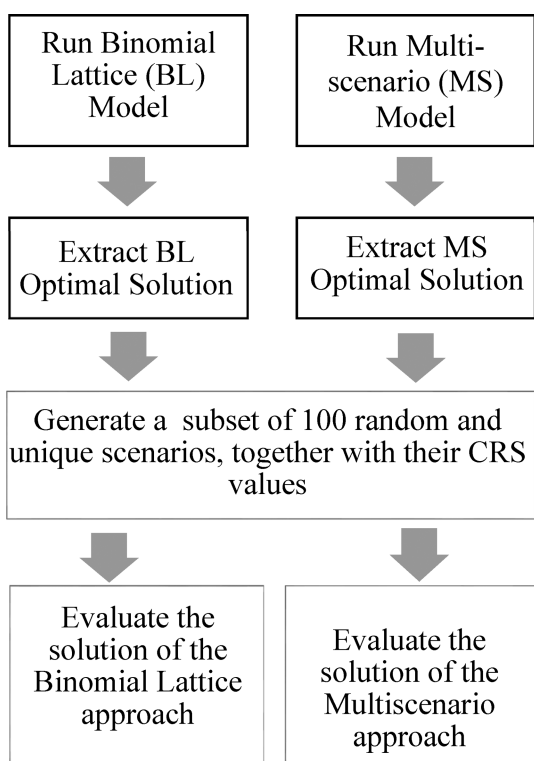 Run Binomial
Lattice (BL)
Model
Run Multi-
scenario (MS)
Model
Extract BL
Optimal Solution
Extract MS
Optimal Solution
Generate a subset of 100 random and
unique scenarios, together with their CRS
values
Evaluate the
solution of the
Binomial Lattice
approach
Evaluate the
solution of the
Multiscenario
approach